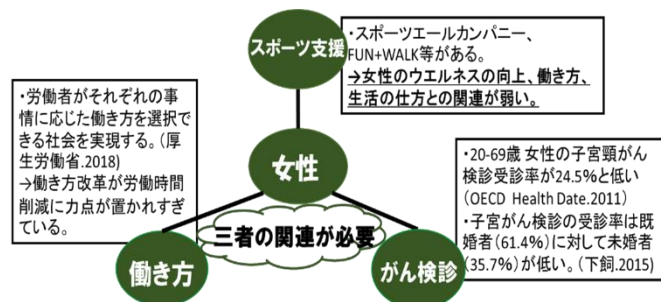 スポーツ支援
・スポーツエールカンパニー、
FUN+WALK等がある。
→女性のウエルネスの向上、働き方、
生活の仕方との関連が弱い。
・労働者がそれぞれの事
情に応じた働き方を選択で
きる社会を実現する。(厚
生労働省.2018)
→働き方改革が労働時間
削減に力点が置かれすぎ
ている。
女性
・20-69歳 女性の子宮頸がん
検診受診率が24.5%と低い
(OECD Health Date.2011)
・子宮がん検診の受診率は既
婚者(61.4%)に対して未婚者
(35.7%)が低い。(下飼.2015)
三者の関連が必要
働き方
がん検診